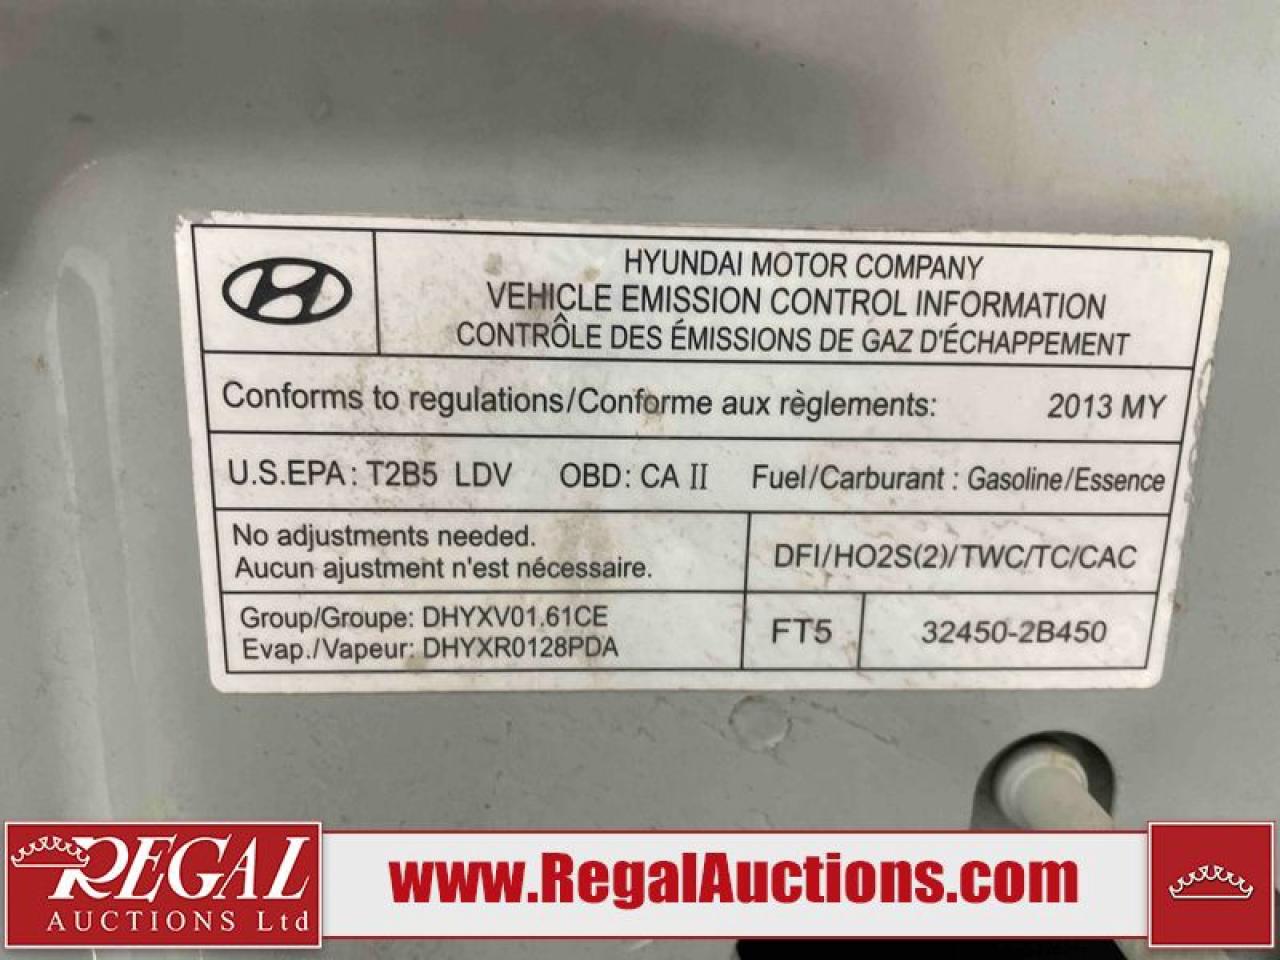 HYUNDAI MOTOR COMPANY
VEHICLE EMISSION CONTROL INFORMATION
CONTRÔLE DES ÉMISSIONS DE GAZ D'ÉCHAPPEMENT
Conforms to regulations/Conforme aux règlements: 2013 MY
U.S.EPA: T2B5 LDV OBD: CA II Fuel/Carburant : Gasoline/Essence
No adjustments needed.
Aucun ajustment n'est nécessaire.
DFI/HO2S(2)/TWC/TC/CAC
Group/Groupe: DHYXV01.61CE
Evap./Vapeur: DHYXR0128PDA
FT5
32450-2B450
REGAL
AUCTIONS Ltd
www.RegalAuctions.com